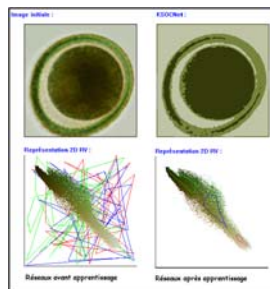 Image initiale :
KSOCNet :
Représentation 2D RV :
Représentation 2D RV :
Réseaux avant apprentissage
Réseaux après apprentissage